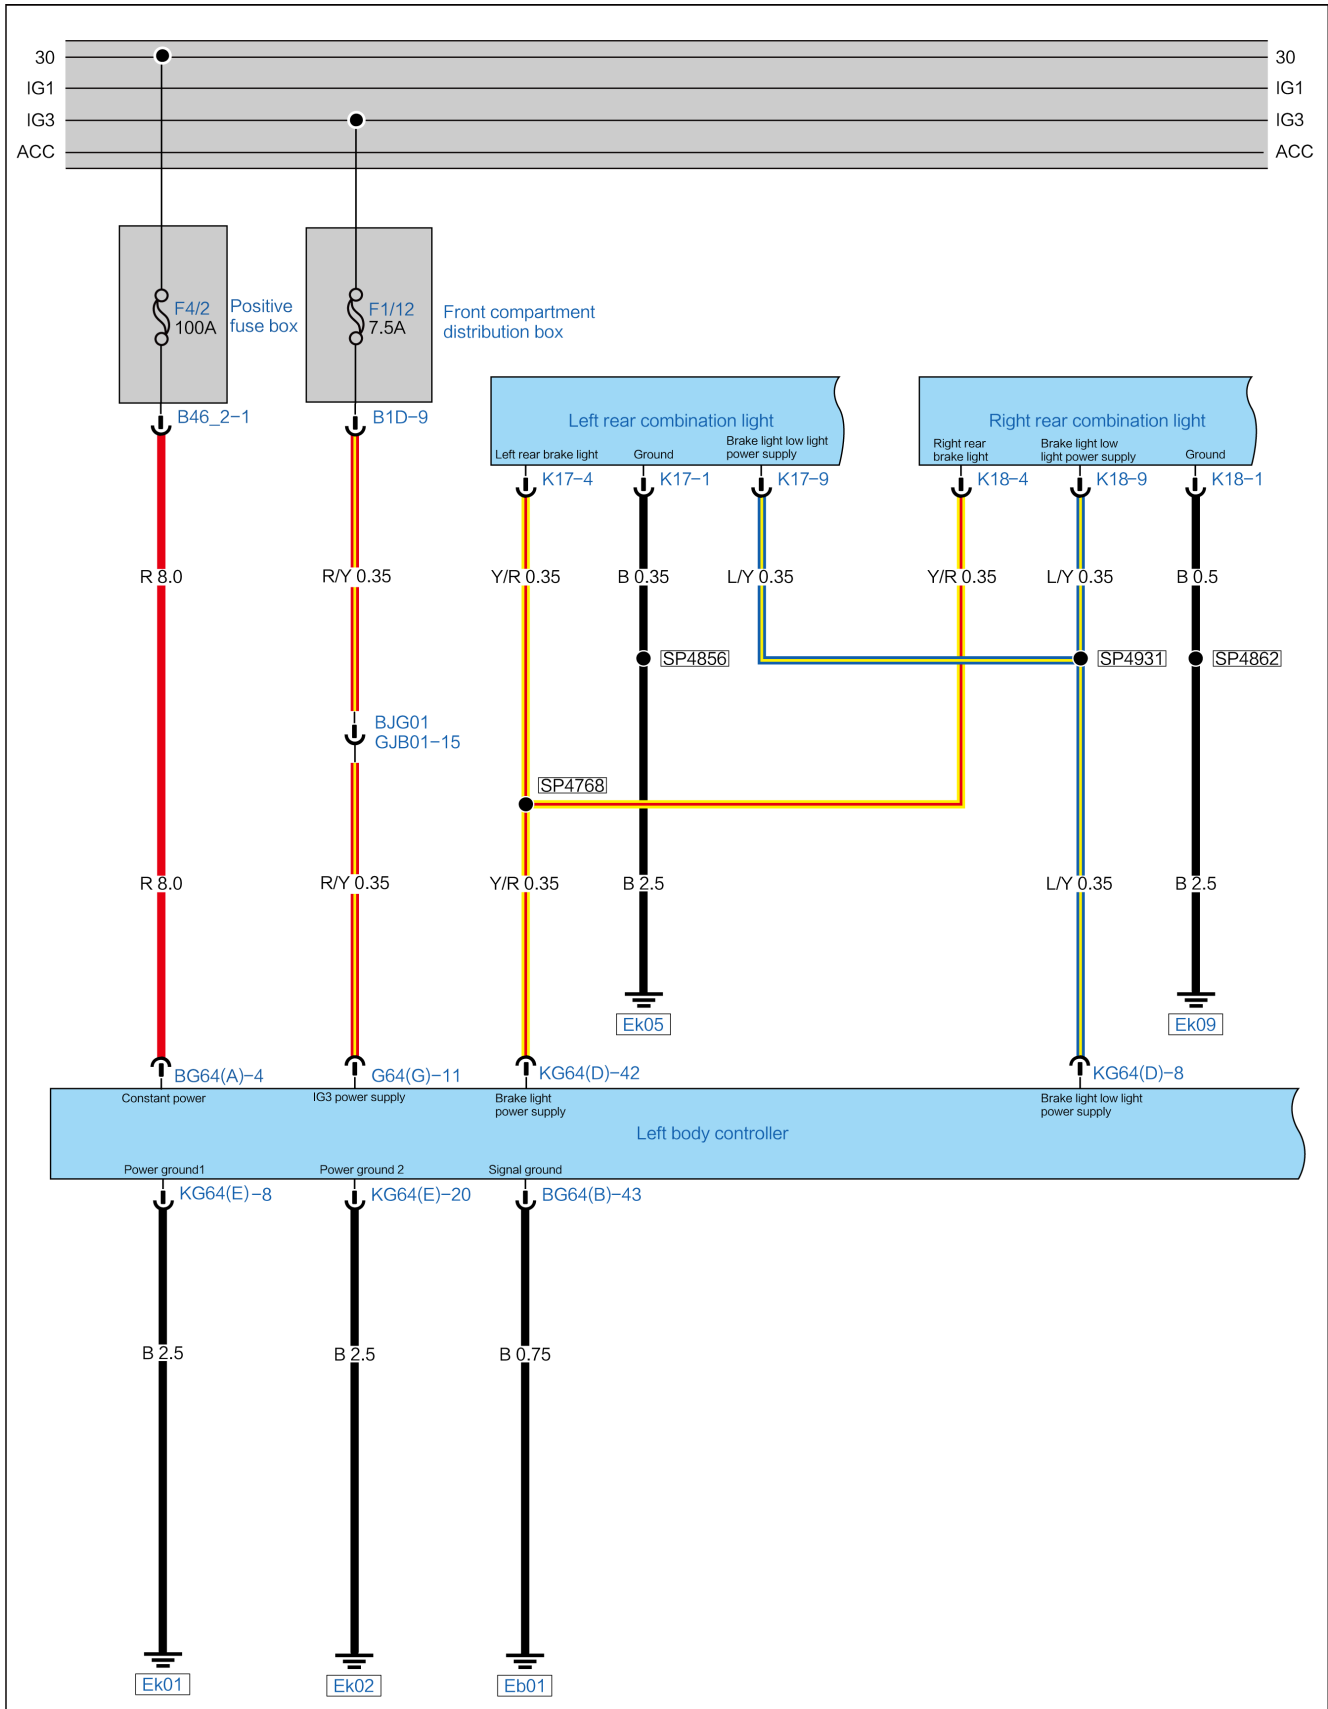 30
30
IG1
IG1
IG3
IG3
ACC
ACC
F4/2
100A
Positive
fuse box
F1/12
7.5A
Front compartment
distribution box
B46_2-1
B1D-9
Left rear combination light
Left rear brake light
Ground
Brake light low light
power supply
Right rear combination light
Right rear
brake light
Brake light low
light power supply
Ground
K17-4
K17-1
K17-9
K18-4
K18-9
K18-1
R 8.0
R/Y 0.35
Y/R 0.35
B 0.35
L/Y 0.35
Y/R 0.35
L/Y 0.35
B 0.5
SP4856
SP4931
SP4862
BJG01
GJB01-15
SP4768
R 8.0
R/Y 0.35
Y/R 0.35
B 2.5
L/Y 0.35
B 2.5
Ek05
Ek09
BG64(A)-4
G64(G)-11
KG64(D)-42
KG64(D)-8
Constant power
IG3 power supply
Brake light
power supply
Brake light low light
power supply
Left body controller
Power ground1
Power ground 2
Signal ground
KG64(E)-8
KG64(E)-20
BG64(B)-43
B 2.5
B 2.5
B 0.75
Ek01
Ek02
Eb01